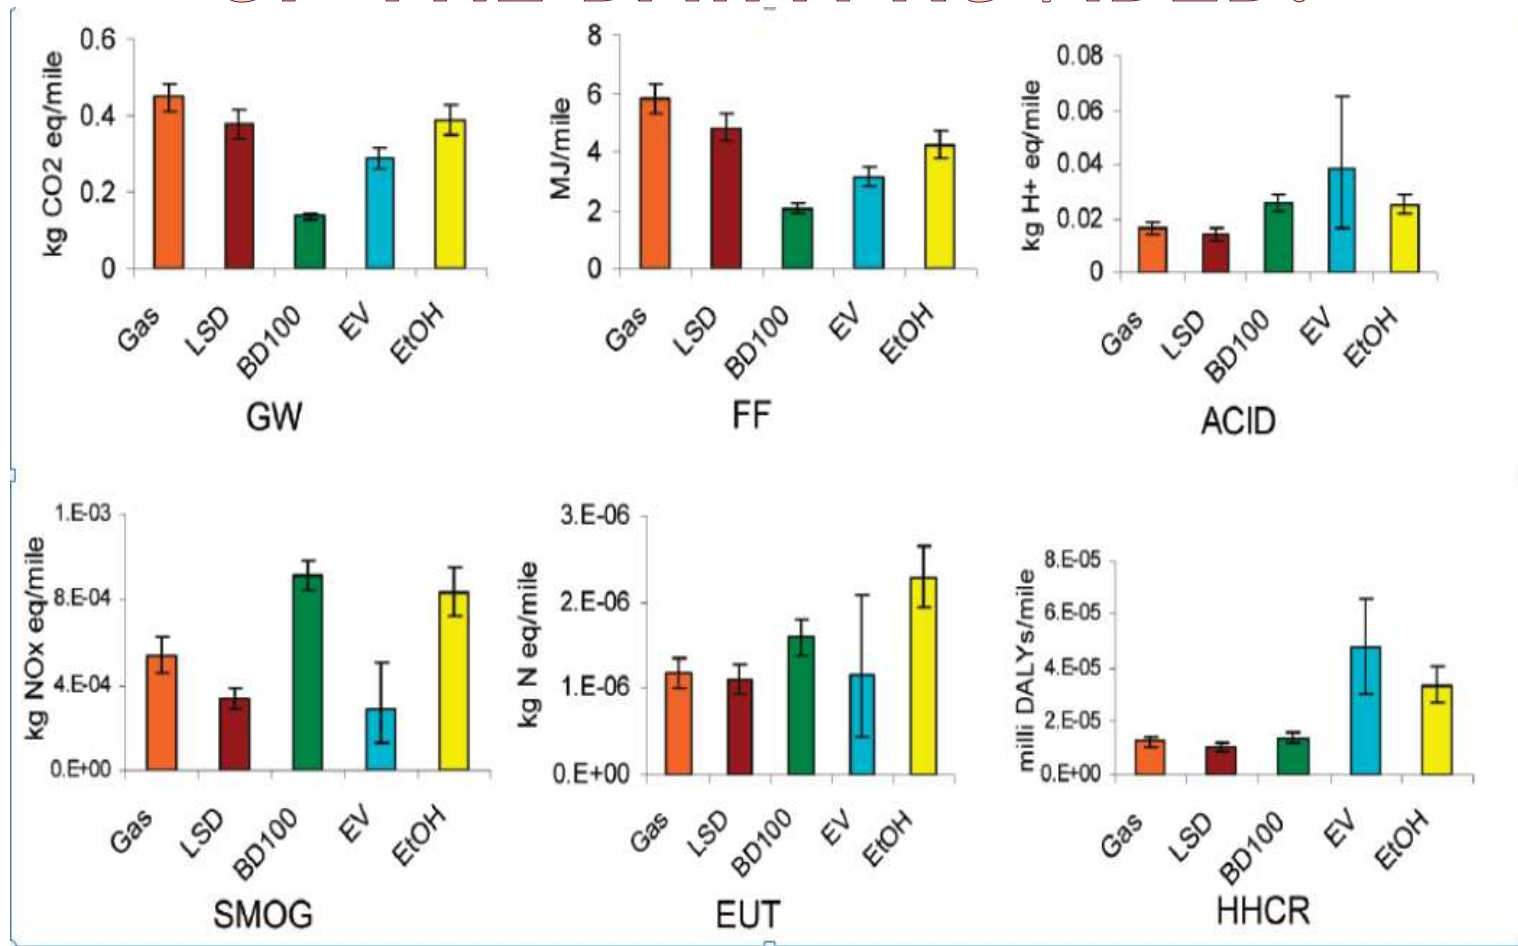 OF THE DATA PROVIDED?
kg CO2 eq/mile
0.6
0.4
0.2
0
Gas
LSD
BD100
EV
EtOH
GW
MJ/mile
8
6
4
2
0
Gas
LSD
BD100
EV
EtOH
FF
kg H+ eq/mile
0.08
0.06
0.04
0.02
0
Gas
LSD
BD100
EV
EtOH
ACID
kg NOx eq/mile
1.E-03
8.E-04
4.E-04
0.E+00
Gas
LSD
BD100
EV
EtOH
SMOG
kg N eq/mile
3.E-06
2.E-06
1.E-06
0.E+00
Gas
LSD
BD100
EV
EtOH
EUT
milli DALYs/mile
8.E-05
6.E-05
4.E-05
2.E-05
0.E+00
Gas
LSD
BD100
EV
EtOH
HHCR